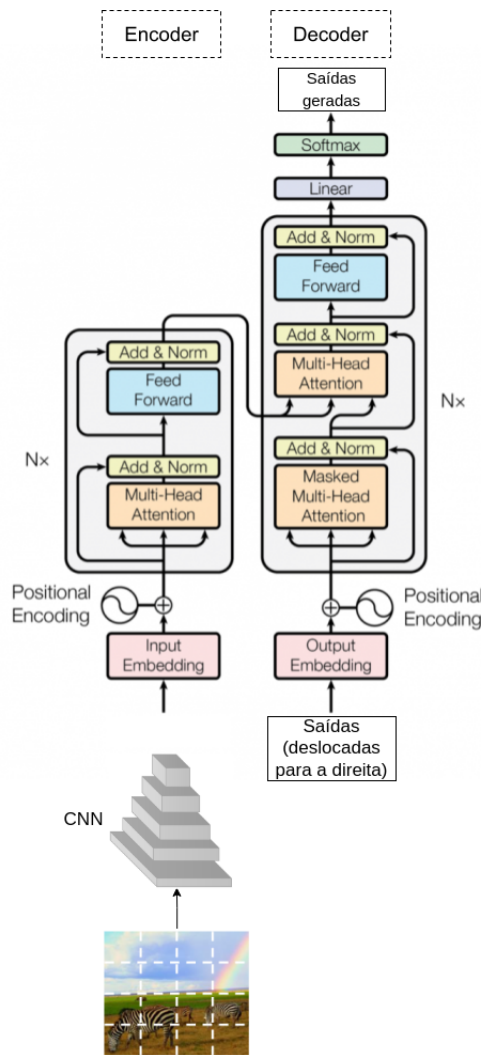 Encoder
Decoder
Saídas
geradas
Softmax
Linear
Add & Norm
Feed
Forward
Add & Norm
Multi-Head
Attention
Nx
Add & Norm
Masked
Multi-Head
Attention
Add & Norm
Feed
Forward
Nx
Add & Norm
Multi-Head
Attention
Positional
Encoding
Positional
Encoding
Input
Embedding
Output
Embedding
Saídas
(deslocadas
para a direita)
CNN